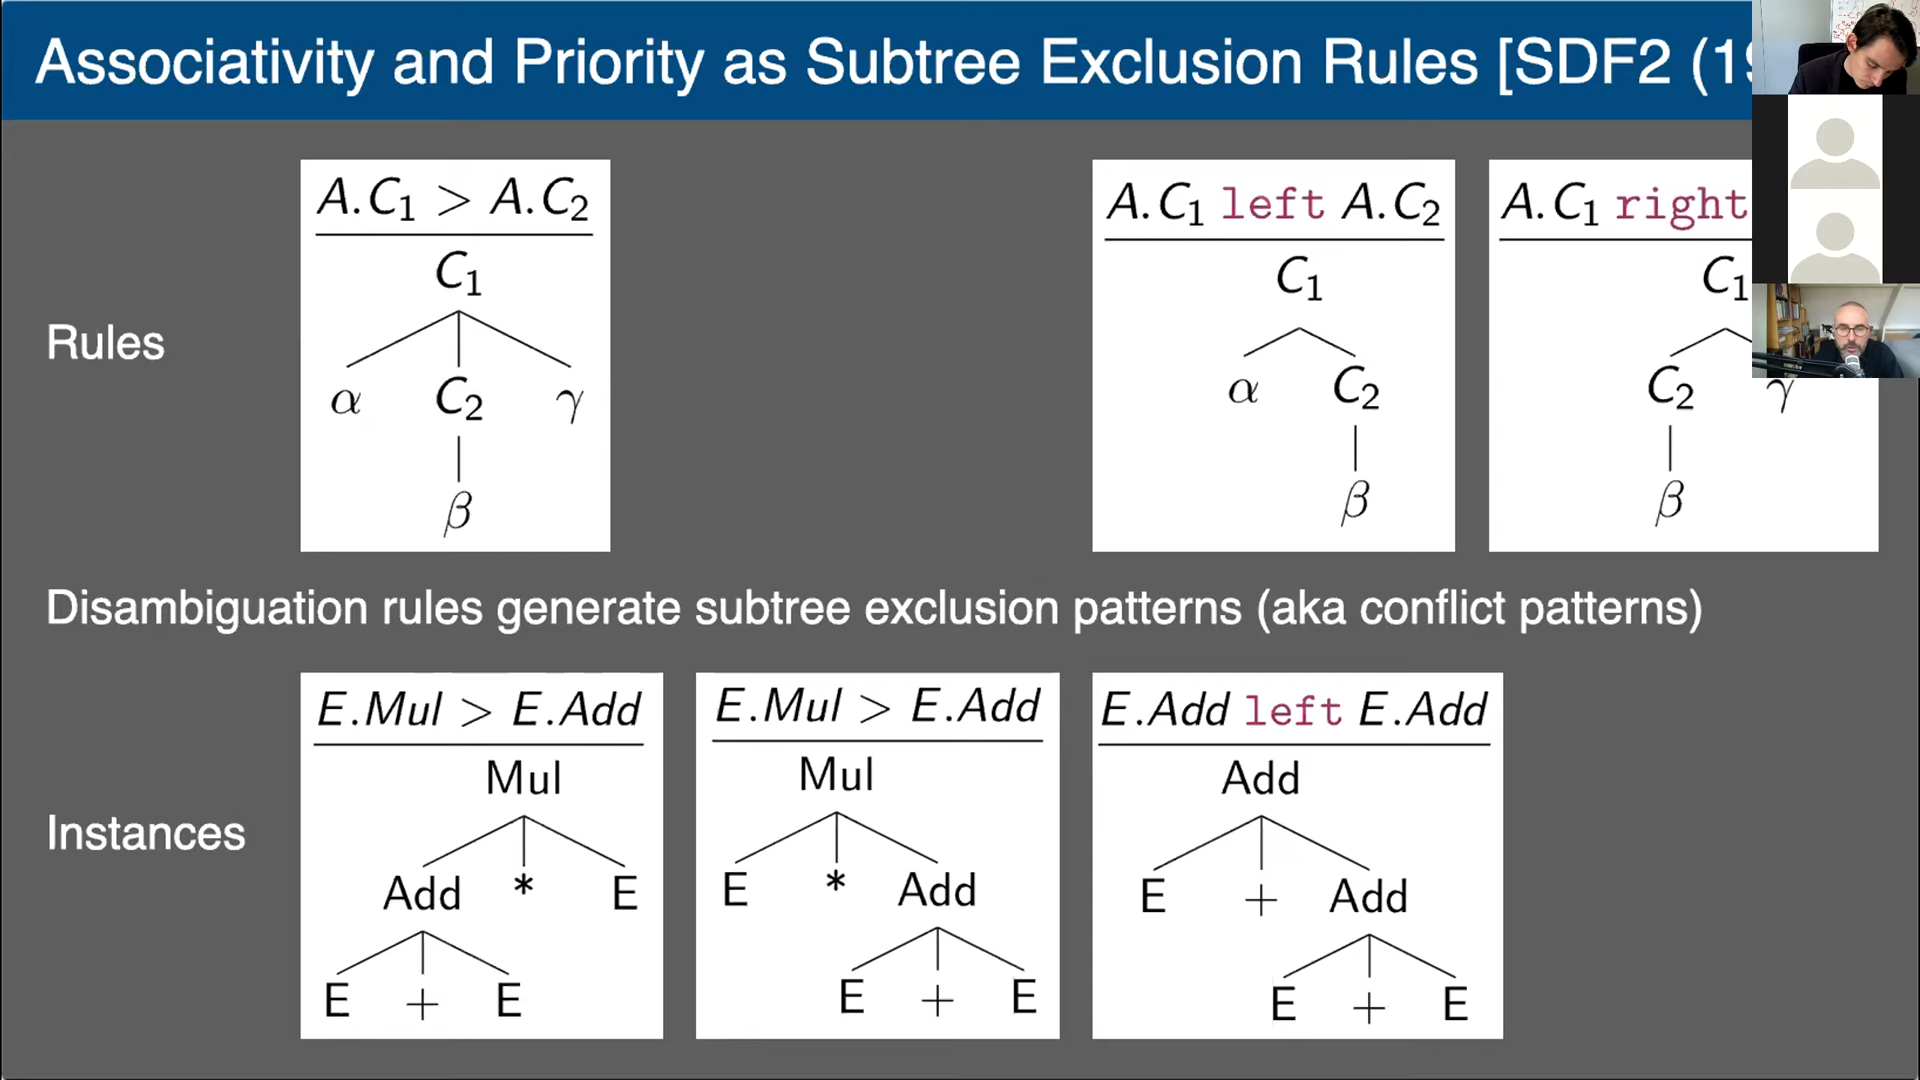 Associativity and Priority as Subtree Exclusion Rules [SDF2 (19
Rules
A.C₁ > A.C₂
C₁
α C₂ γ
β
A.C₁ left A.C₂
C₁
α C₂
β
A.C₁ right
C₁
C₂ γ
β
Disambiguation rules generate subtree exclusion patterns (aka conflict patterns)
Instances
E.Mul > E.Add
Mul
Add * E
E + E
E.Mul > E.Add
Mul
E * Add
E + E
E.Add left E.Add
Add
E + Add
E + E